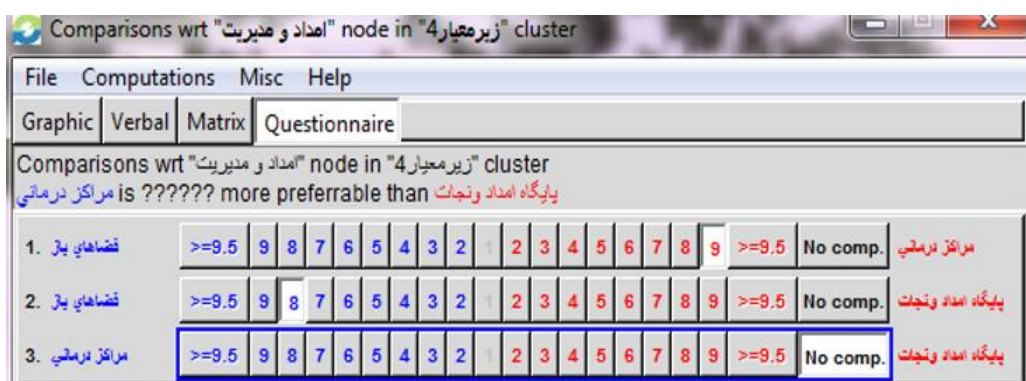 Comparisons wrt "امداد و مدیریت" node in "زیرمعیار4" cluster
File Computations Misc Help
Graphic Verbal Matrix Questionnaire
Comparisons wrt "امداد و مدیریت" node in "زیرمعیار4" cluster
مراکز درماني is ?????? more preferrable than پایگاه امداد ونجات
1. فضاهاي باز >=9.5 9 8 7 6 5 4 3 2 1 2 3 4 5 6 7 8 9 >=9.5 No comp. مراکز درماني
2. فضاهاي باز >=9.5 9 8 7 6 5 4 3 2 1 2 3 4 5 6 7 8 9 >=9.5 No comp. پایگاه امداد ونجات
3. مراکز درماني >=9.5 9 8 7 6 5 4 3 2 1 2 3 4 5 6 7 8 9 >=9.5 No comp. پایگاه امداد ونجات